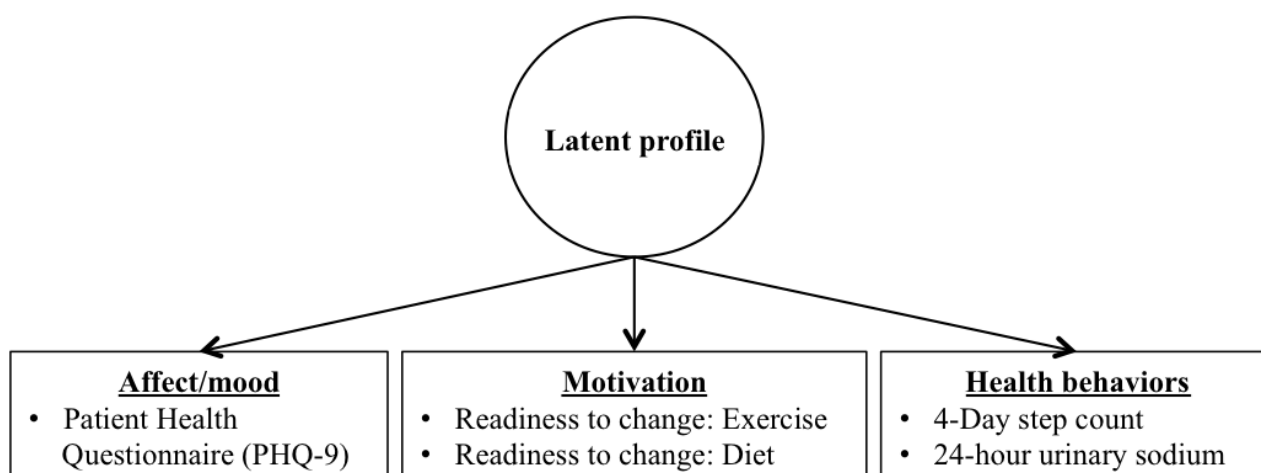 Latent profile
Affect/mood
• Patient Health
Questionnaire (PHQ-9)
Motivation
• Readiness to change: Exercise
• Readiness to change: Diet
Health behaviors
• 4-Day step count
• 24-hour urinary sodium